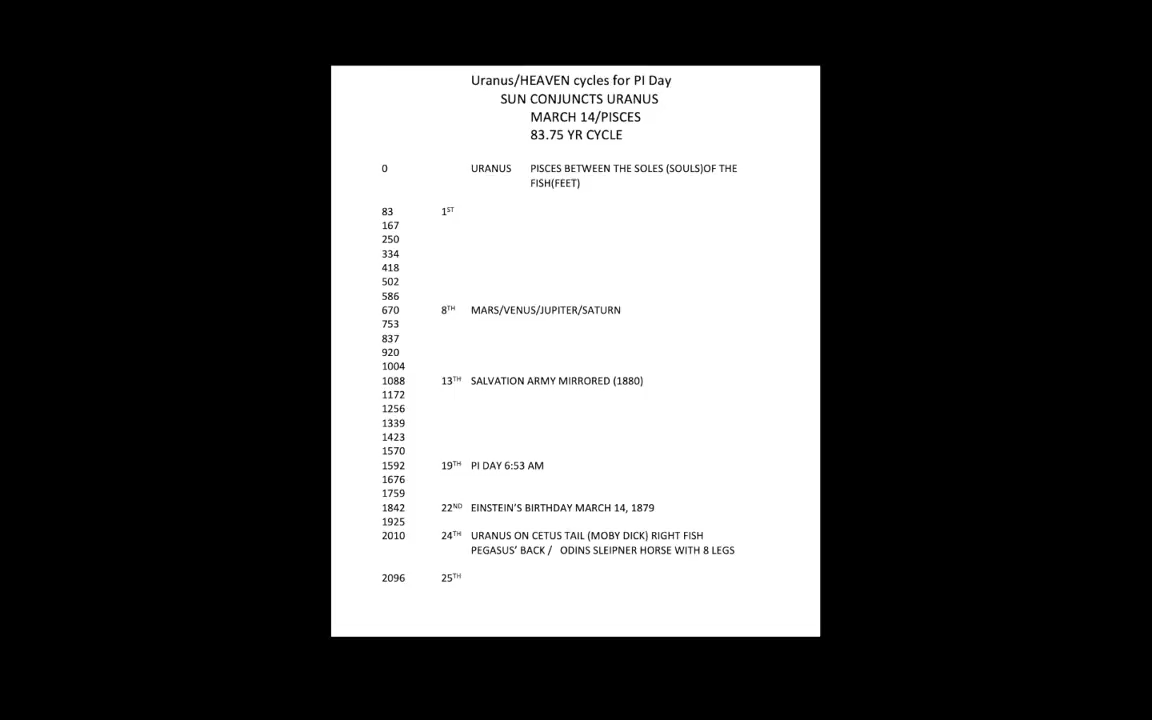 Uranus/HEAVEN cycles for PI Day
SUN CONJUNCTS URANUS
MARCH 14/PISCES
83.75 YR CYCLE
0 URANUS PISCES BETWEEN THE SOLES (SOULS)OF THE
FISH(FEET)
83 1ST
167
250
334
418
502
586
670 8TH MARS/VENUS/JUPITER/SATURN
753
837
920
1004
1088 13TH SALVATION ARMY MIRRORED (1880)
1172
1256
1339
1423
1570
1592 19TH PI DAY 6:53 AM
1676
1759
1842 22ND EINSTEIN'S BIRTHDAY MARCH 14, 1879
1925
2010 24TH URANUS ON CETUS TAIL (MOBY DICK) RIGHT FISH
PEGASUS' BACK / ODINS SLEIPNER HORSE WITH 8 LEGS
2096 25TH